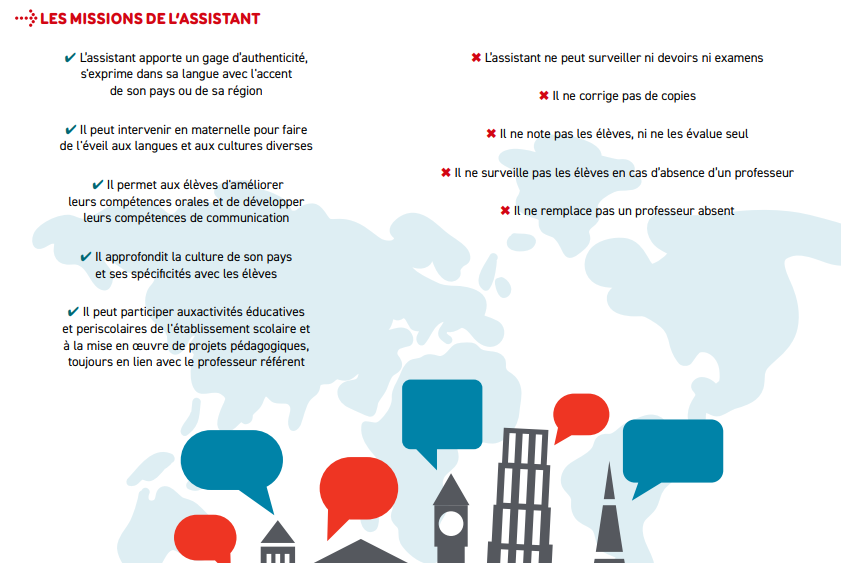 LES MISSIONS DE L'ASSISTANT
✔ L'assistant apporte un gage d'authenticité,
s'exprime dans sa langue avec l'accent
de son pays ou de sa région
✔ Il peut intervenir en maternelle pour faire
de l'éveil aux langues et aux cultures diverses
✔ Il permet aux élèves d'améliorer
leurs compétences orales et de développer
leurs compétences de communication
✔ Il approfondit la culture de son pays
et ses spécificités avec les élèves
✔ Il peut participer auxactivités éducatives
et periscolaires de l'établissement scolaire et
à la mise en œuvre de projets pédagogiques,
toujours en lien avec le professeur référent
✖ L'assistant ne peut surveiller ni devoirs ni examens
✖ Il ne corrige pas de copies
✖ Il ne note pas les élèves, ni ne les évalue seul
✖ Il ne surveille pas les élèves en cas d'absence d'un professeur
✖ Il ne remplace pas un professeur absent